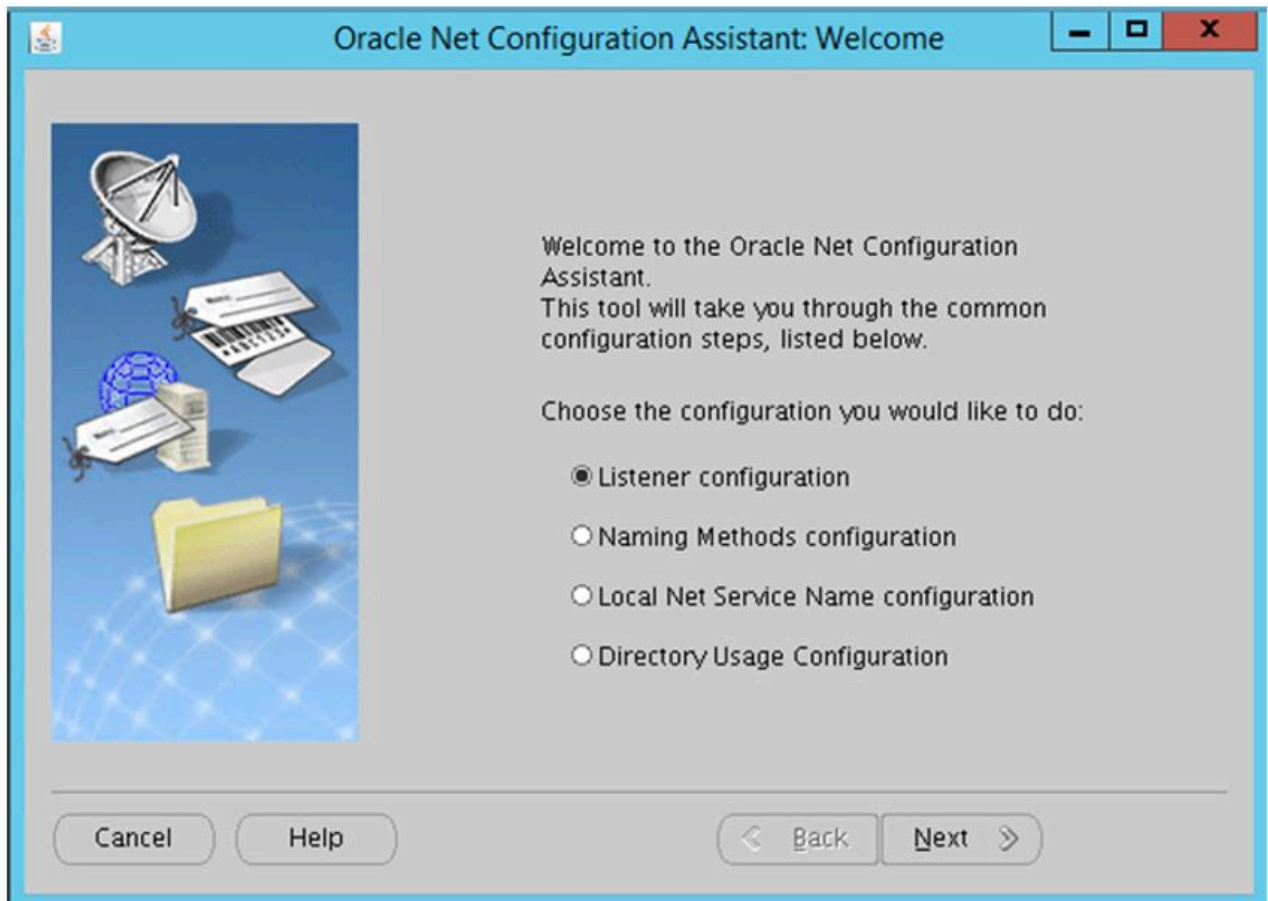 Oracle Net Configuration Assistant: Welcome
Welcome to the Oracle Net Configuration
Assistant.
This tool will take you through the common
configuration steps, listed below.
Choose the configuration you would like to do:
Listener configuration
Naming Methods configuration
Local Net Service Name configuration
Directory Usage Configuration
Cancel
Help
Back
Next